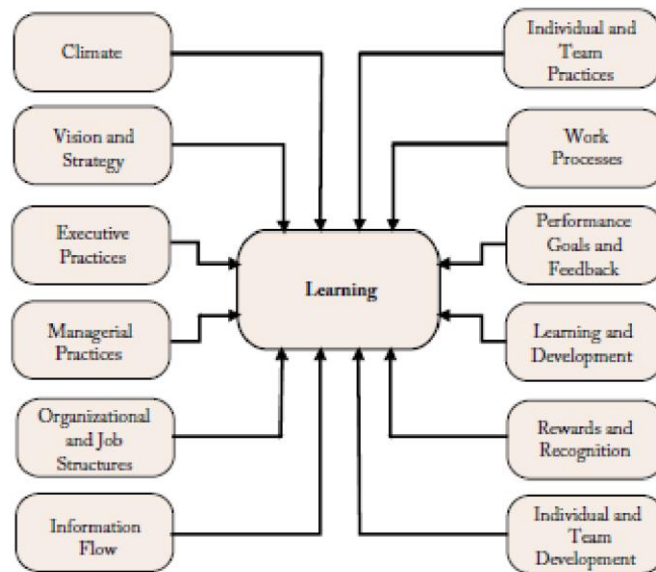 Climate
Vision and
Strategy
Executive
Practices
Managerial
Practices
Organizational
and Job
Structures
Information
Flow
Learning
Individual and
Team
Practices
Work
Processes
Performance
Goals and
Feedback
Learning and
Development
Rewards and
Recognition
Individual and
Team
Development